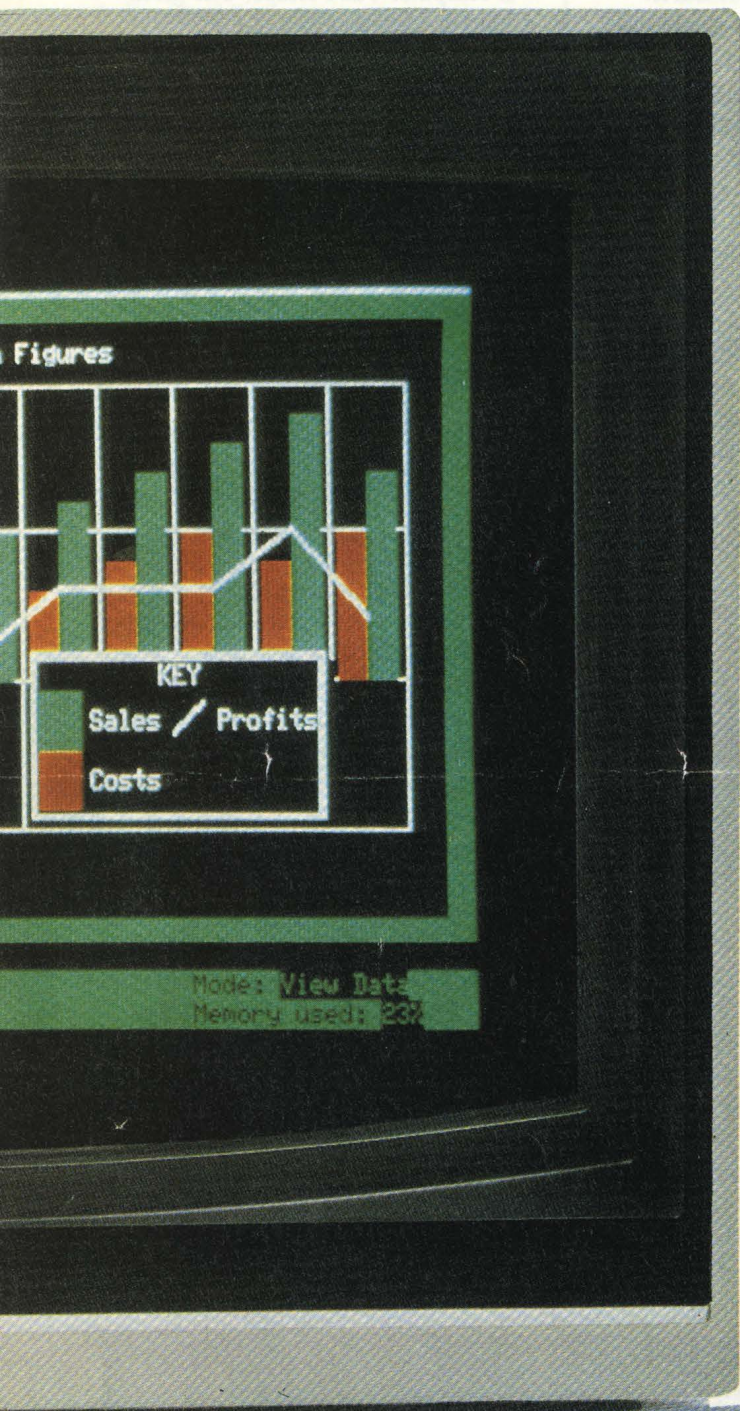 Figures
KEY
Sales / Profits
Costs
Mode: View Data
Memory used: 23%